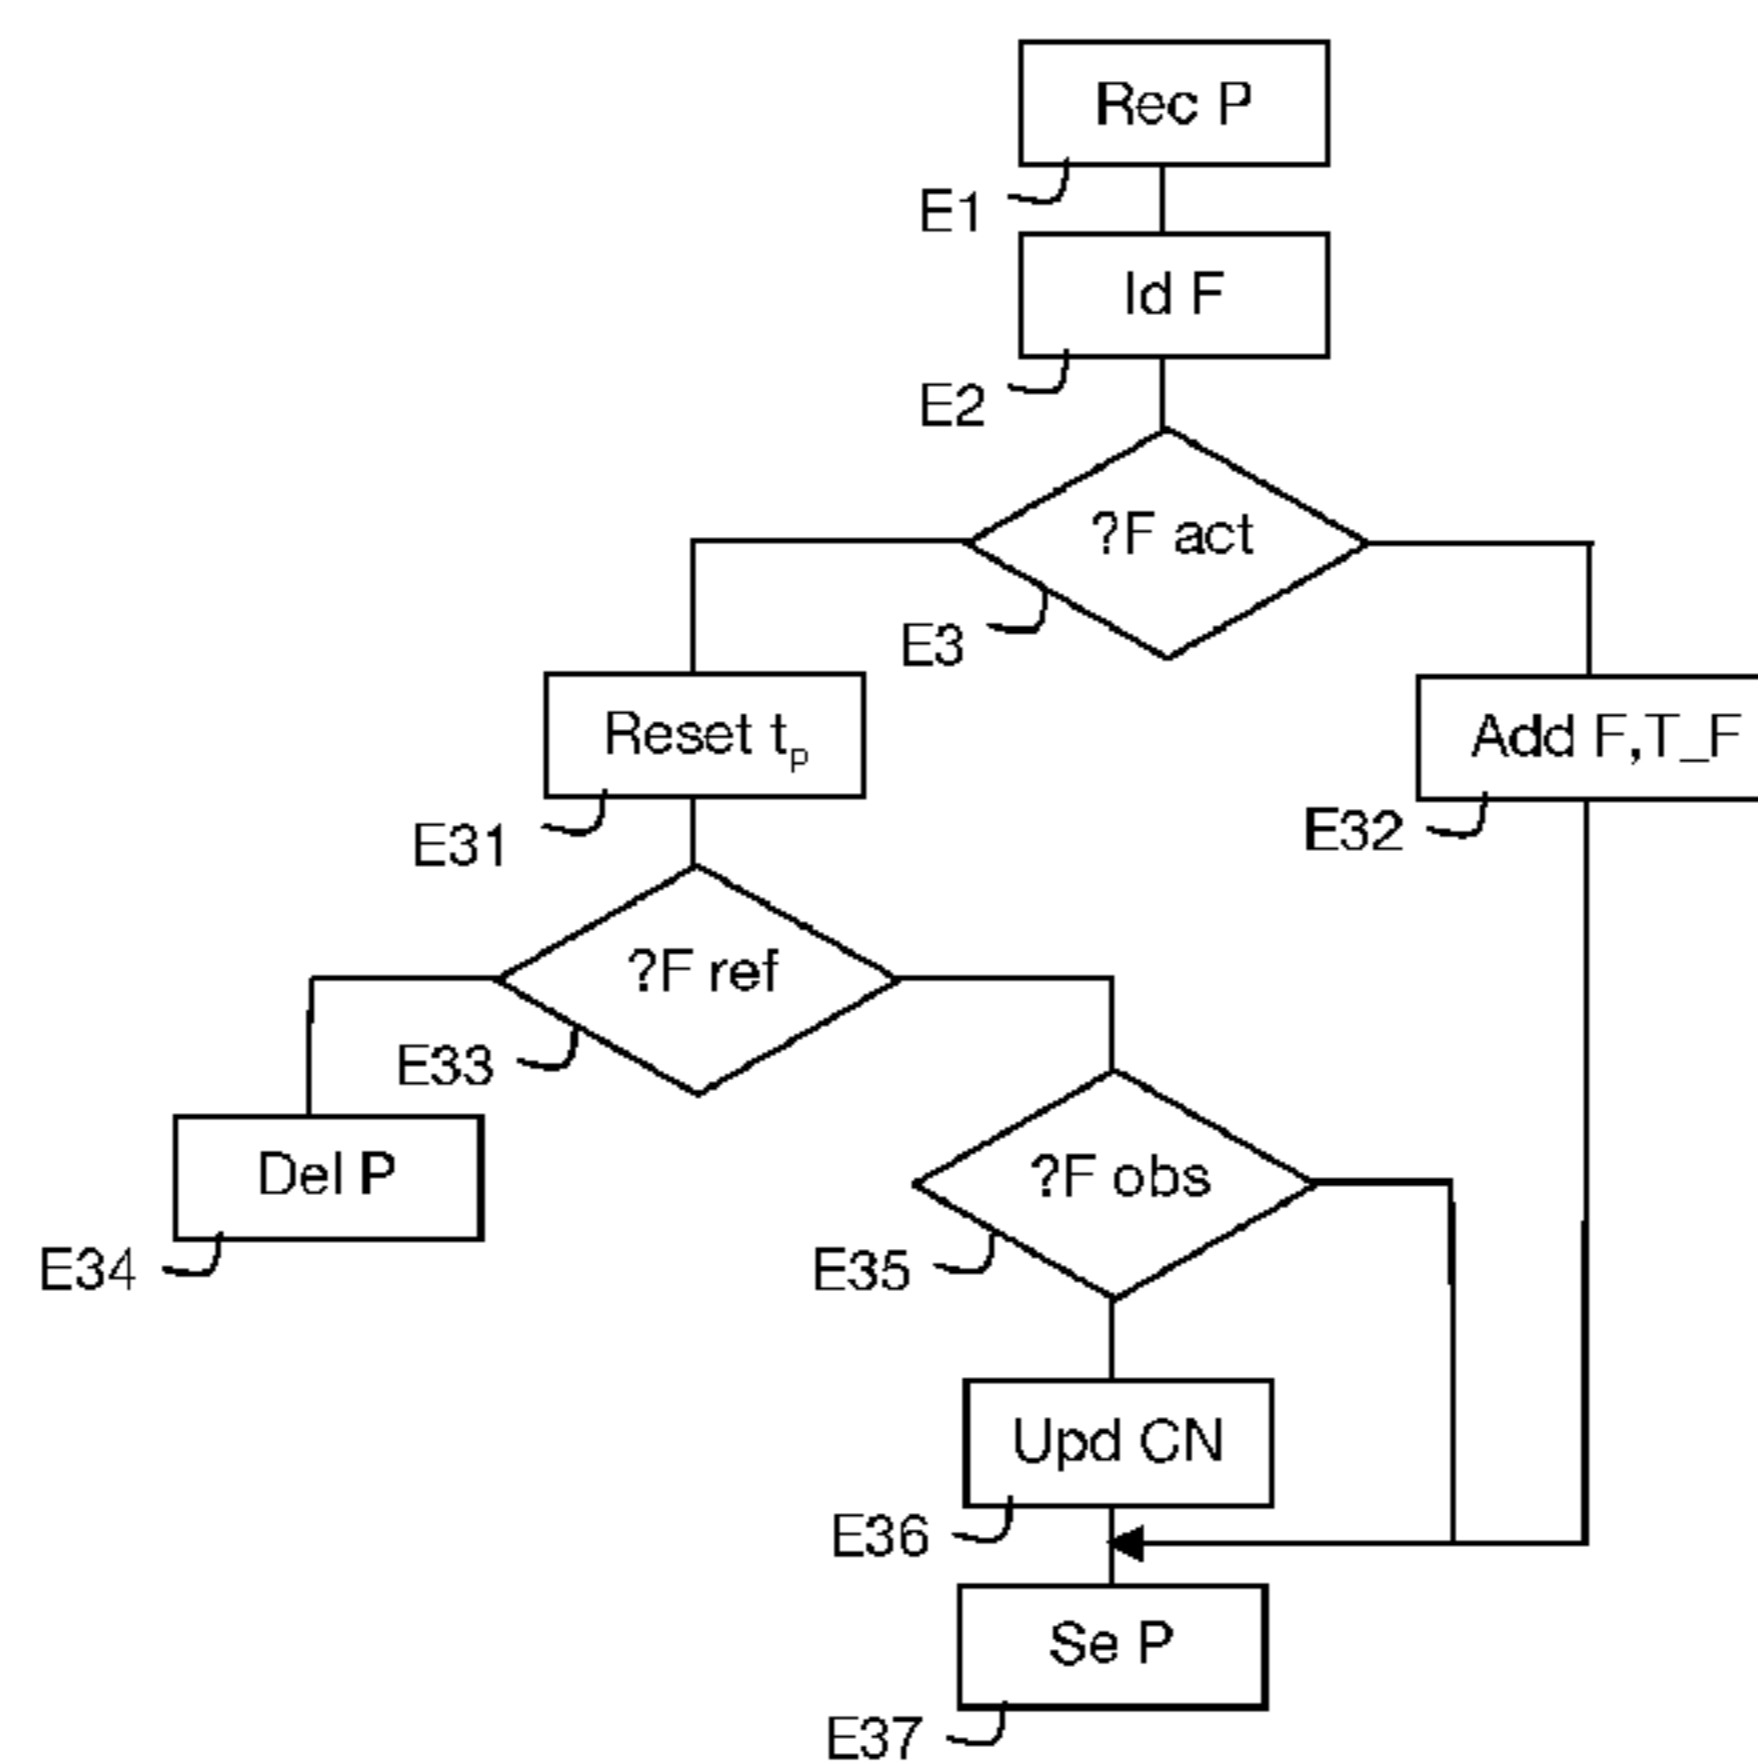 Rec P
E1
Id F
E2
?F act
E3
Reset tp
Add F,T_F
E31
E32
?F ref
E33
Del P
?F obs
E34
E35
Upd CN
E36
Se P
E37